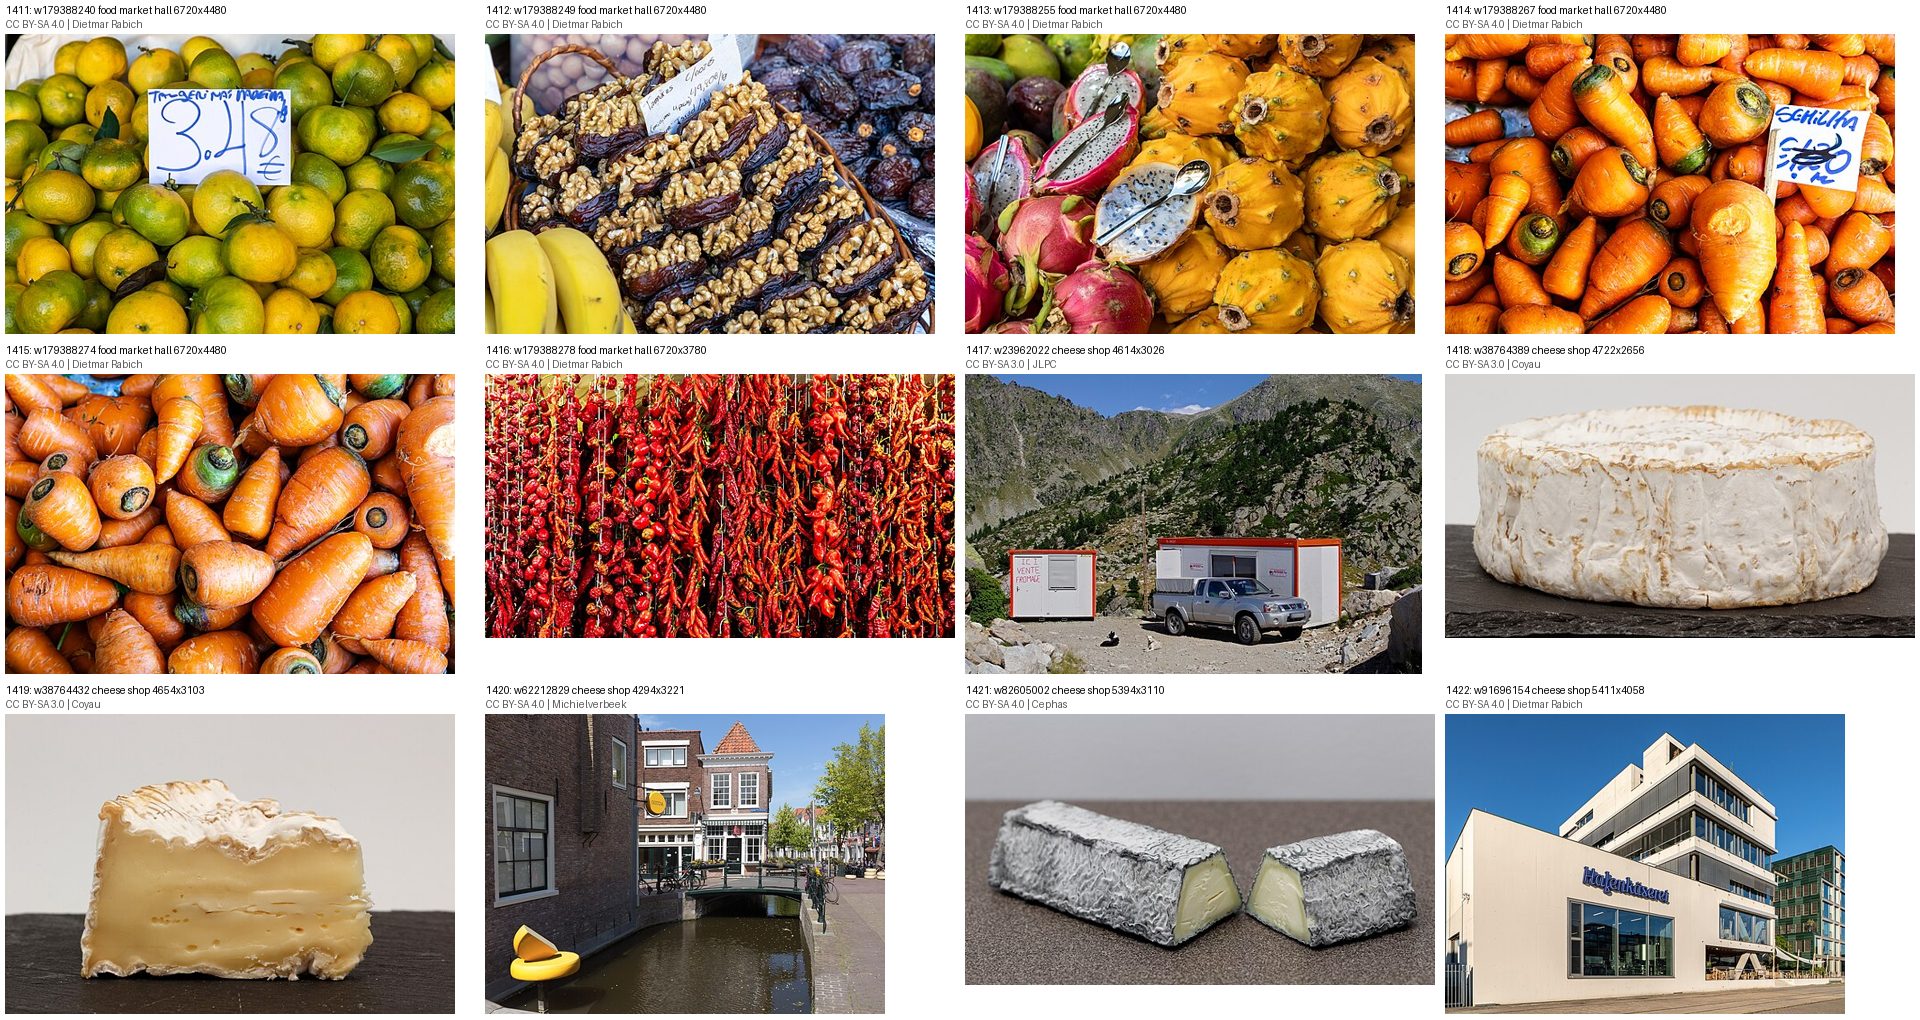 1411: w179388240 food market hall 6720x4480
CC BY-SA 4.0 | Dietmar Rabich
1412: w179388249 food market hall 6720x4480
CC BY-SA 4.0 | Dietmar Rabich
1413: w179388255 food market hall 6720x4480
CC BY-SA 4.0 | Dietmar Rabich
1414: w179388267 food market hall 6720x4480
CC BY-SA 4.0 | Dietmar Rabich
TANGERINAS MADEIRA
3.48
€
1415: w179388274 food market hall 6720x4480
CC BY-SA 4.0 | Dietmar Rabich
1416: w179388278 food market hall 6720x3780
CC BY-SA 4.0 | Dietmar Rabich
1417: w23962022 cheese shop 4614x3026
CC BY-SA 3.0 | JLPC
1418: w38764389 cheese shop 4722x2656
CC BY-SA 3.0 | Coyau
ICI
VENTE
FROMAGE
1419: w38764432 cheese shop 4654x3103
CC BY-SA 3.0 | Coyau
1420: w62212829 cheese shop 4294x3221
CC BY-SA 4.0 | Michielverbeek
1421: w82605002 cheese shop 5394x3110
CC BY-SA 4.0 | Cephas
1422: w91696154 cheese shop 5411x4058
CC BY-SA 4.0 | Dietmar Rabich
Hafenkäserei